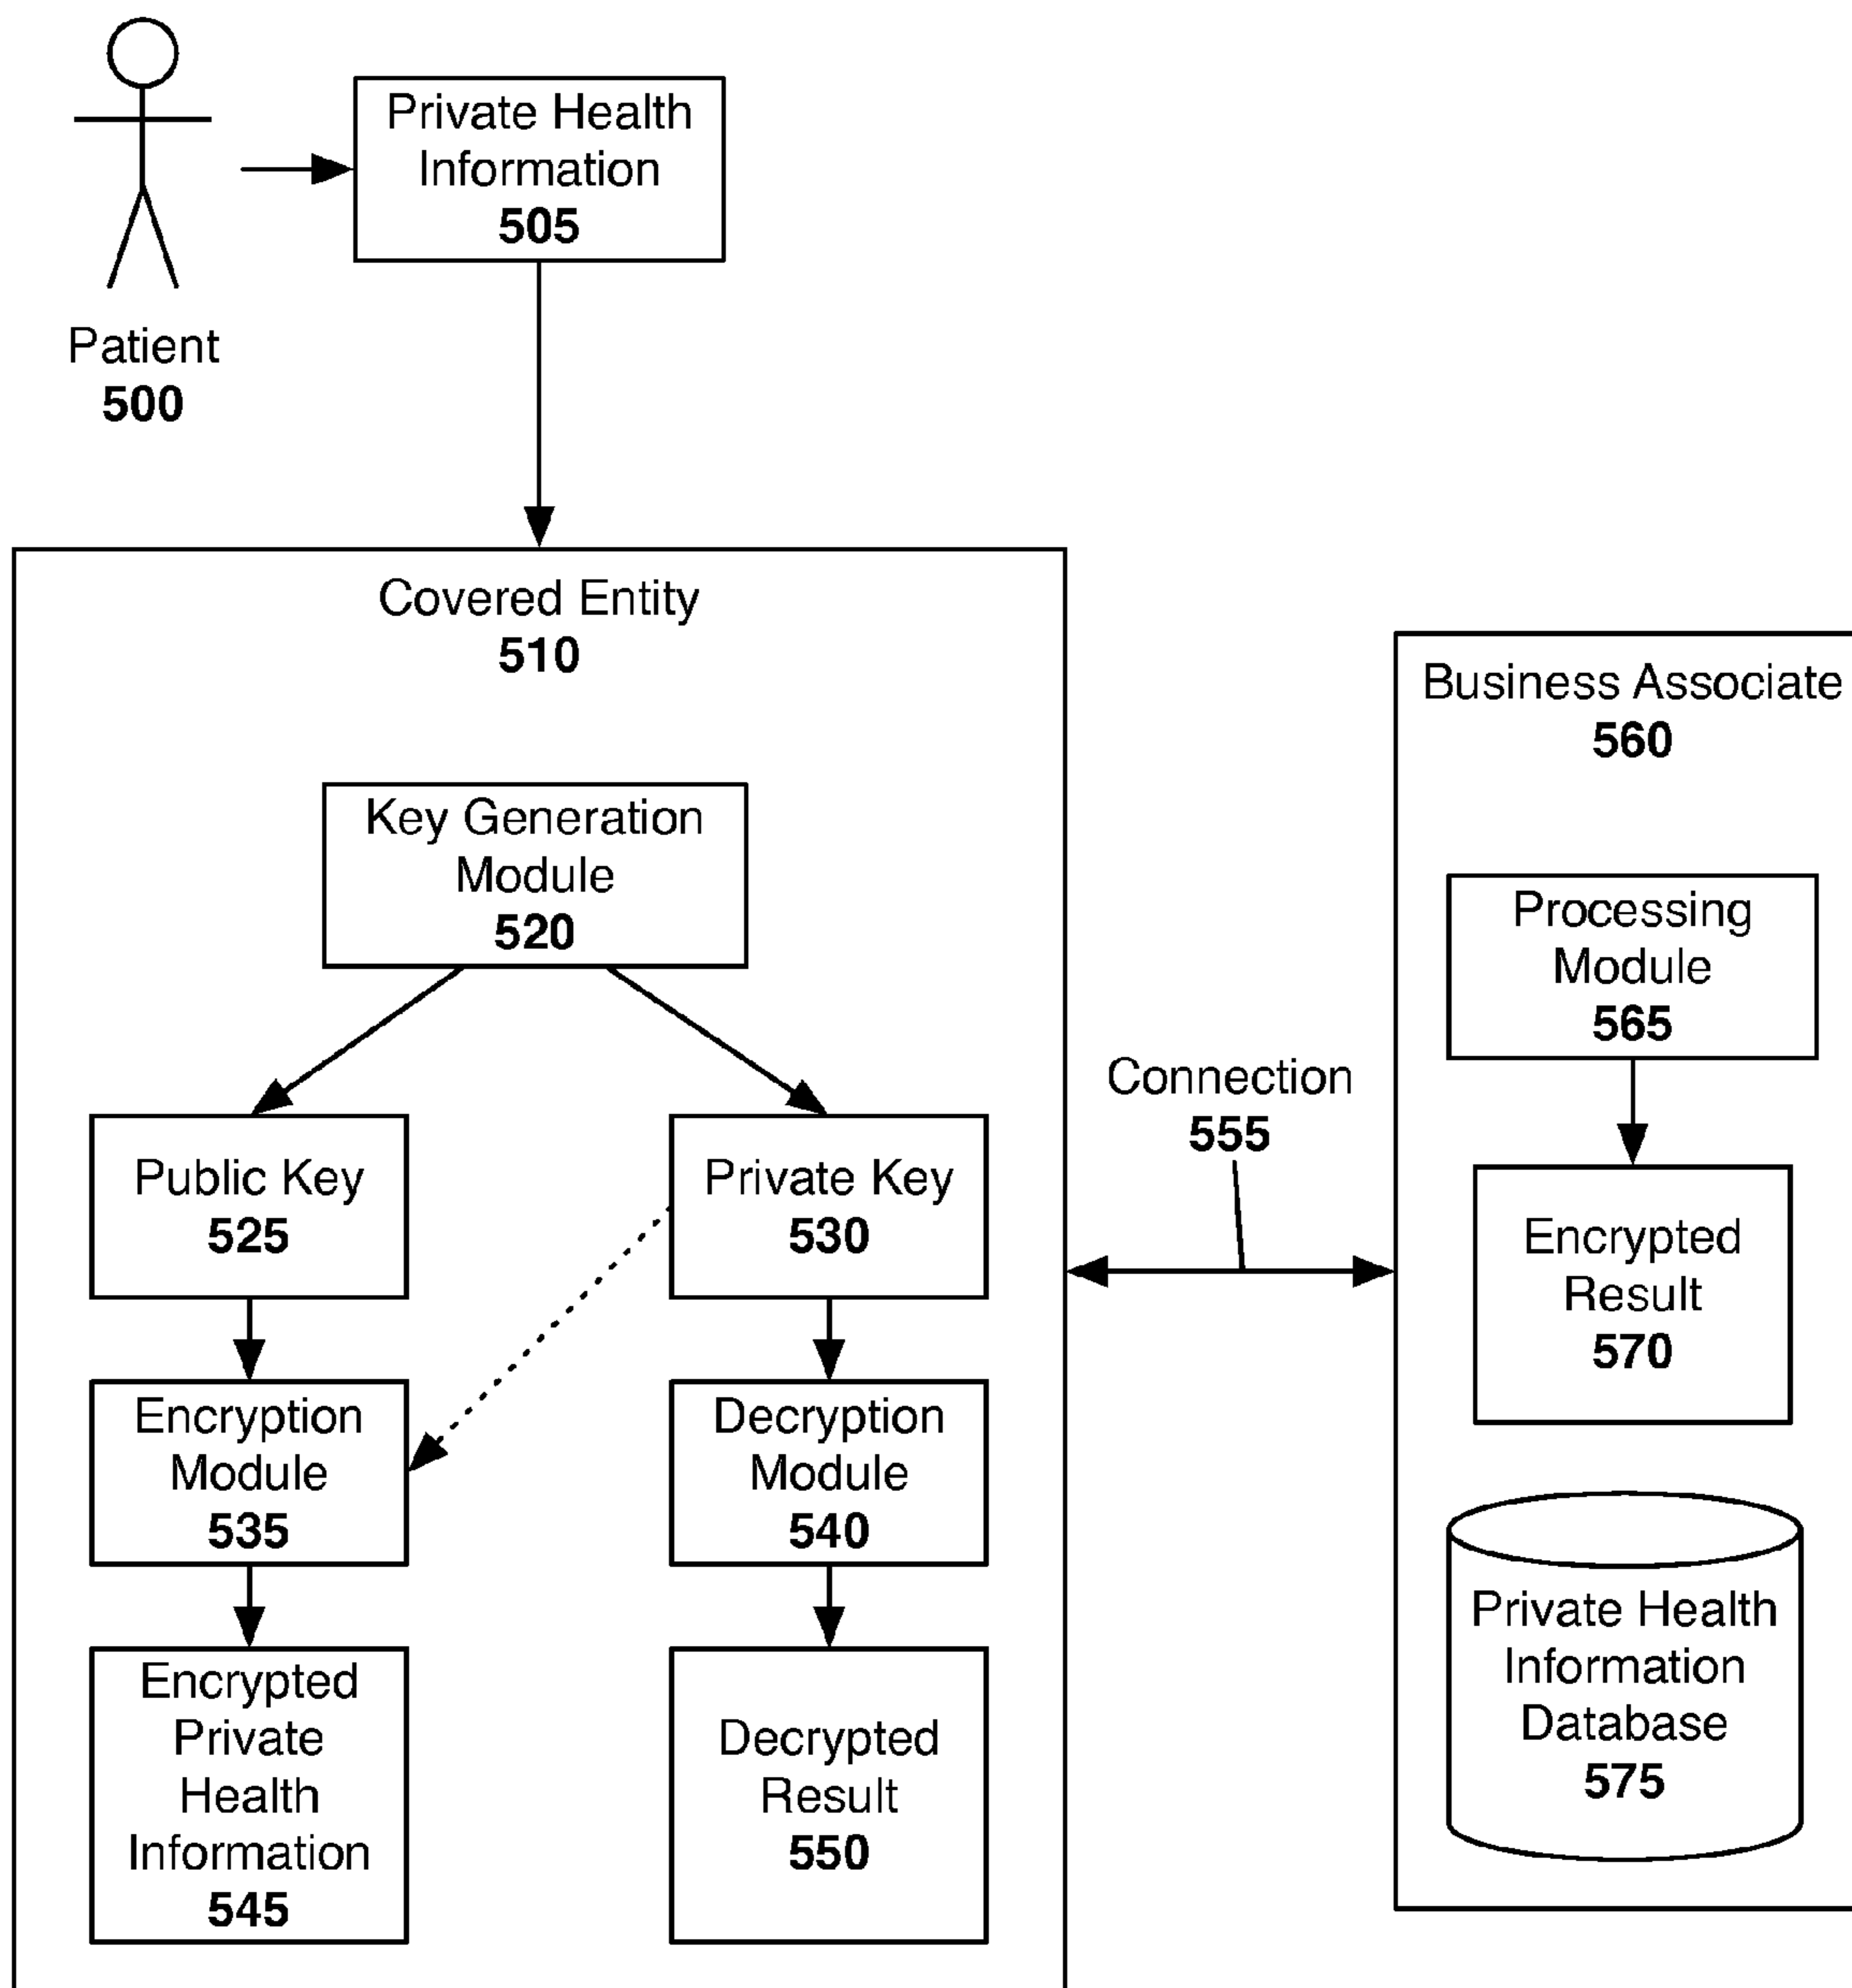 Private Health
Information
505
Patient
500
Covered Entity
510
Key Generation
Module
520
Public Key
525
Private Key
530
Encryption
Module
535
Decryption
Module
540
Encrypted
Private
Health
Information
545
Decrypted
Result
550
Connection
555
Business Associate
560
Processing
Module
565
Encrypted
Result
570
Private Health
Information
Database
575